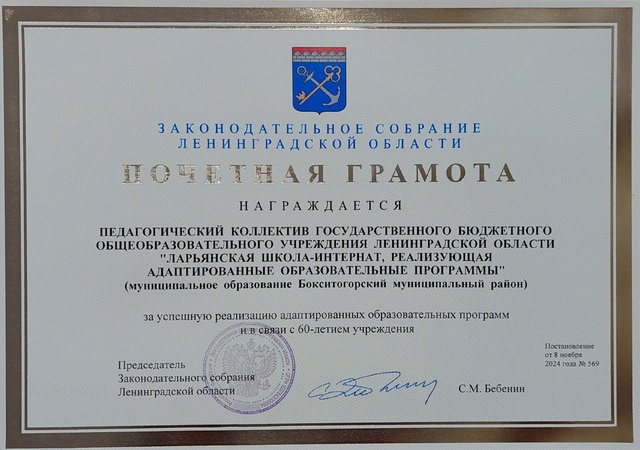 ЗАКОНОДАТЕЛЬНОЕ СОБРАНИЕ
ЛЕНИНГРАДСКОЙ ОБЛАСТИ
ПОЧЕТНАЯ ГРАМОТА
НАГРАЖДАЕТСЯ
ПЕДАГОГИЧЕСКИЙ КОЛЛЕКТИВ ГОСУДАРСТВЕННОГО БЮДЖЕТНОГО
ОБЩЕОБРАЗОВАТЕЛЬНОГО УЧРЕЖДЕНИЯ ЛЕНИНГРАДСКОЙ ОБЛАСТИ
"ЛАРЬЯНСКАЯ ШКОЛА-ИНТЕРНАТ, РЕАЛИЗУЮЩАЯ
АДАПТИРОВАННЫЕ ОБРАЗОВАТЕЛЬНЫЕ ПРОГРАММЫ"
(муниципальное образование Бокситогорский муниципальный район)
за успешную реализацию адаптированных образовательных программ
и в связи с 60-летием учреждения
Постановление
от 8 ноября
2024 года № 569
Председатель
Законодательного собрания
Ленинградской области
С.М. Бебенин